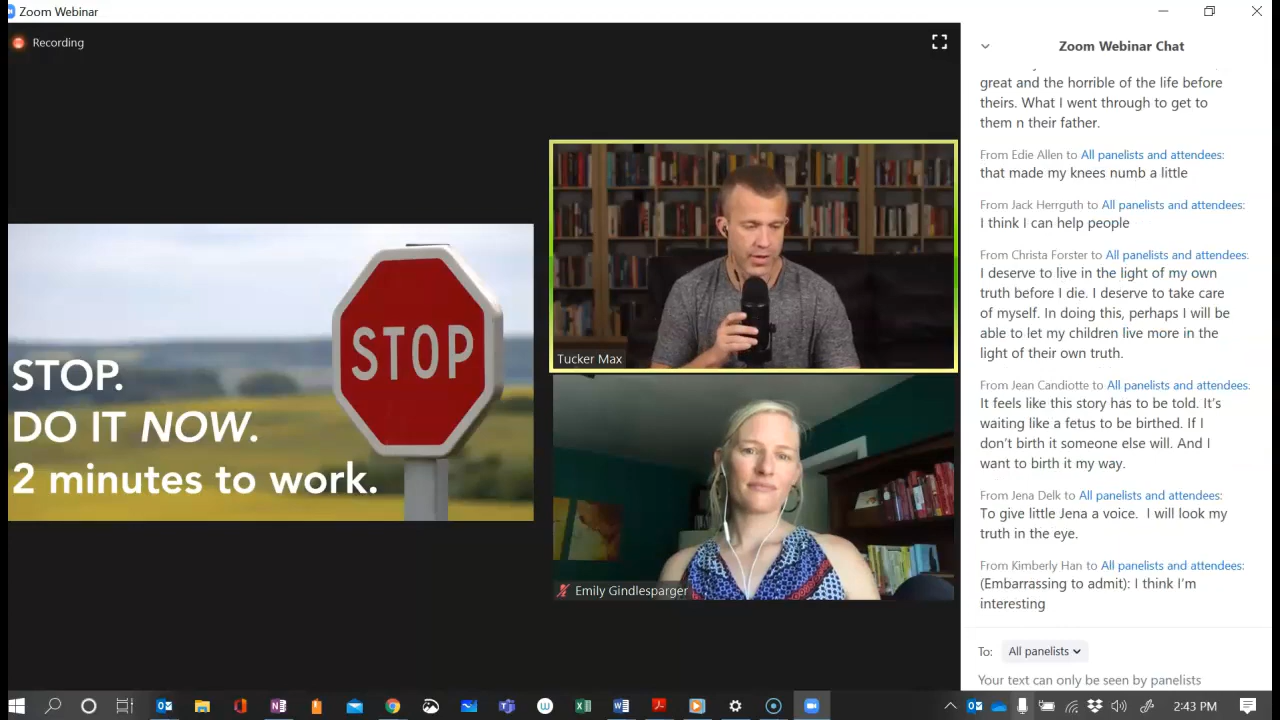 Zoom Webinar
Recording
STOP
STOP.
DO IT NOW.
2 minutes to work.
Tucker Max
Emily Gindlesparger
Zoom Webinar Chat
great and the horrible of the life before
theirs. What I went through to get to
them n their father.
From Edie Allen to All panelists and attendees:
that made my knees numb a little
From Jack Herrguth to All panelists and attendees:
I think I can help people
From Christa Forster to All panelists and attendees:
I deserve to live in the light of my own
truth before I die. I deserve to take care
of myself. In doing this, perhaps I will be
able to let my children live more in the
light of their own truth.
From Jean Candiotte to All panelists and attendees:
It feels like this story has to be told. It's
waiting like a fetus to be birthed. If I
don't birth it someone else will. And I
want to birth it my way.
From Jena Delk to All panelists and attendees:
To give little Jena a voice.  I will look my
truth in the eye.
From Kimberly Han to All panelists and attendees:
(Embarrassing to admit): I think I'm
interesting
To: All panelists
Your text can only be seen by panelists
2:43 PM